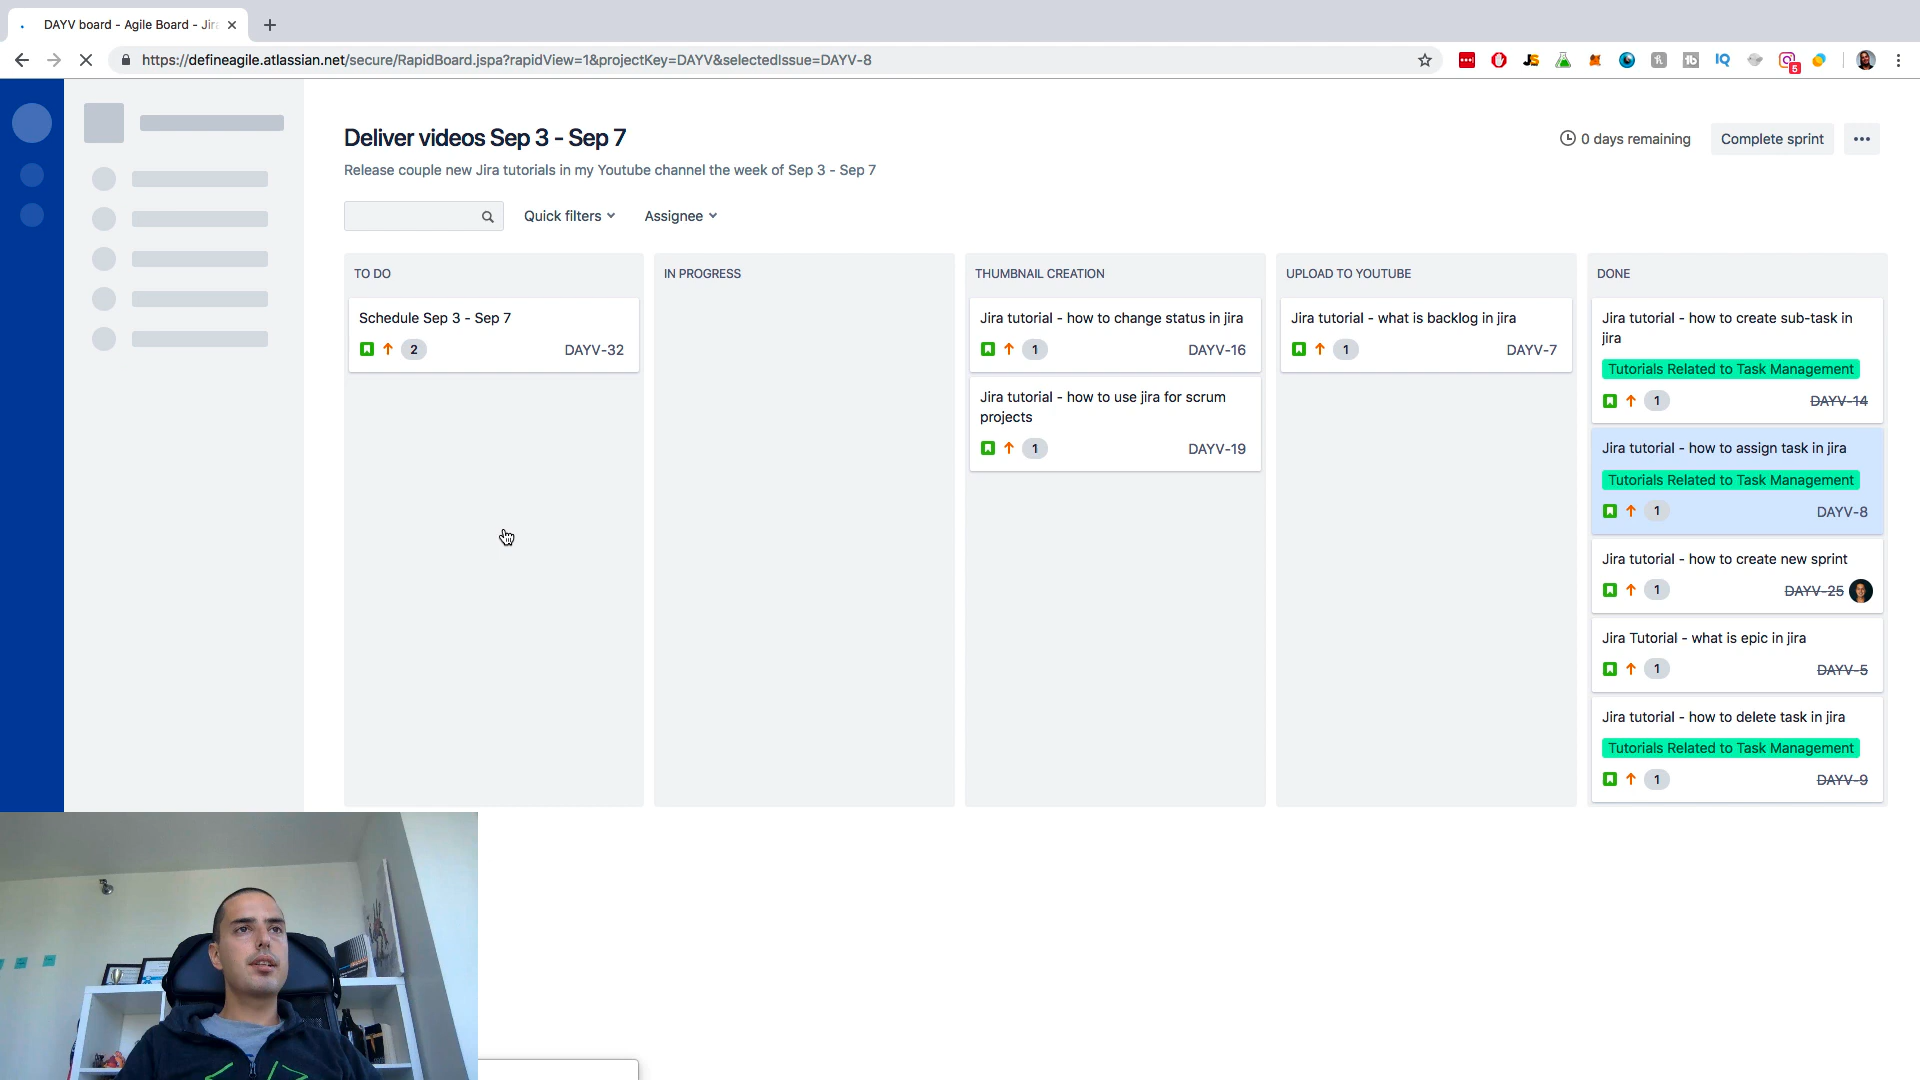 DAYV board - Agile Board - Jir
https://defineagile.atlassian.net/secure/RapidBoard.jspa?rapidView=1&projectKey=DAYV&selectedIssue=DAYV-8
JS
tb
IQ
5
Deliver videos Sep 3 - Sep 7
0 days remaining
Complete sprint
Release couple new Jira tutorials in my Youtube channel the week of Sep 3 - Sep 7
Quick filters
Assignee
TO DO
Schedule Sep 3 - Sep 7
2
DAYV-32
IN PROGRESS
THUMBNAIL CREATION
Jira tutorial - how to change status in jira
1
DAYV-16
Jira tutorial - how to use jira for scrum
projects
1
DAYV-19
UPLOAD TO YOUTUBE
Jira tutorial - what is backlog in jira
1
DAYV-7
DONE
Jira tutorial - how to create sub-task in
jira
Tutorials Related to Task Management
1
DAYV-14
Jira tutorial - how to assign task in jira
Tutorials Related to Task Management
1
DAYV-8
Jira tutorial - how to create new sprint
1
DAYV-25
Jira Tutorial - what is epic in jira
1
DAYV-5
Jira tutorial - how to delete task in jira
Tutorials Related to Task Management
1
DAYV-9